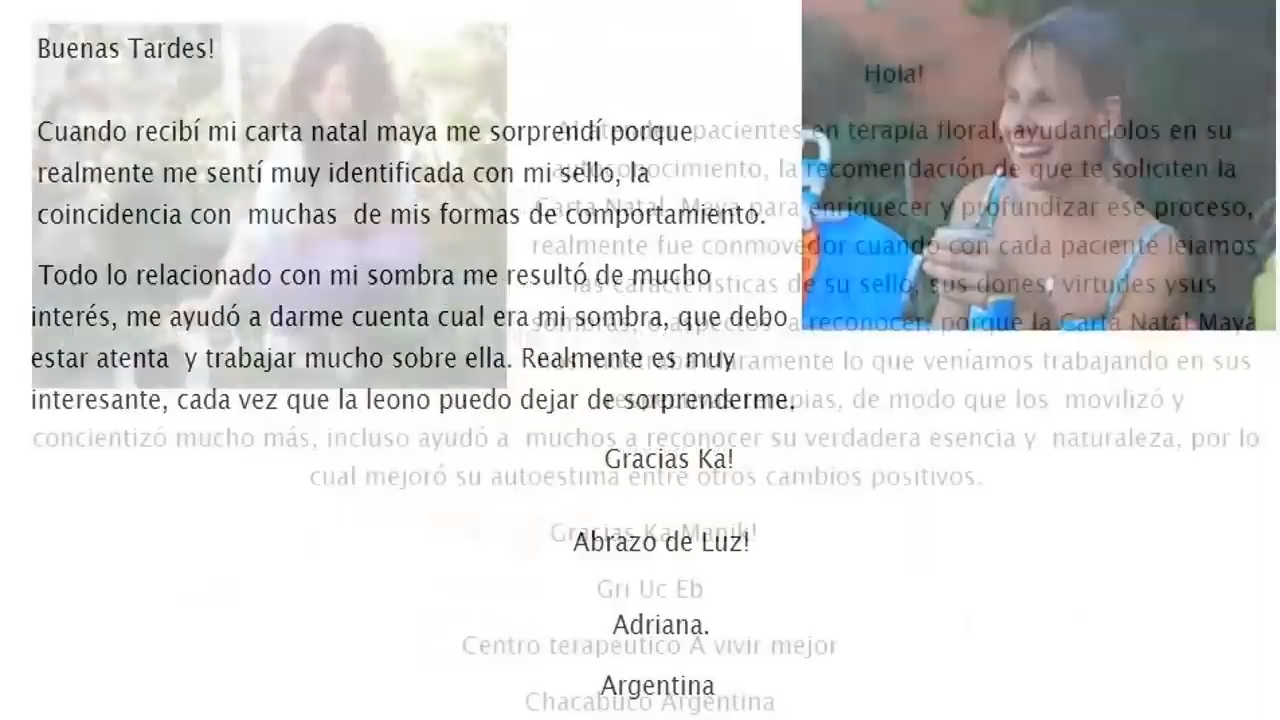 Buenas Tardes!
Cuando recibí mi carta natal maya me sorprendí porque
realmente me sentí muy identificada con mi sello, la
coincidencia con muchas de mis formas de comportamiento.
Todo lo relacionado con mi sombra me resultó de mucho
interés, me ayudó a darme cuenta cual era mi sombra, que debo
estar atenta y trabajar mucho sobre ella. Realmente es muy
interesante, cada vez que la leono puedo dejar de sorprenderme.
Gracias Ka!
Abrazo de Luz!
Adriana.
Argentina
Hola!
pacientes en terapia floral, ayudandolos en su
la recomendación de que te soliciten la
Carta Natal Maya para enriquecer y profundizar ese proceso,
realmente fue conmovedor cuando con cada paciente leiamos
las características de su sello, sus dones, virtudes ysus
sombras, a reconocer, porque la Carta Natal Maya
claramente lo que veníamos trabajando en sus
de modo que los movilizó y
concientizó mucho más, incluso ayudó a muchos a reconocer su verdadera esencia y naturaleza, por lo
cual mejoró su autoestima entre otros cambios positivos.
Gracias Ka Manik!
Gri Uc Eb
Centro terapeutico A vivir mejor
Chacabuco Argentina